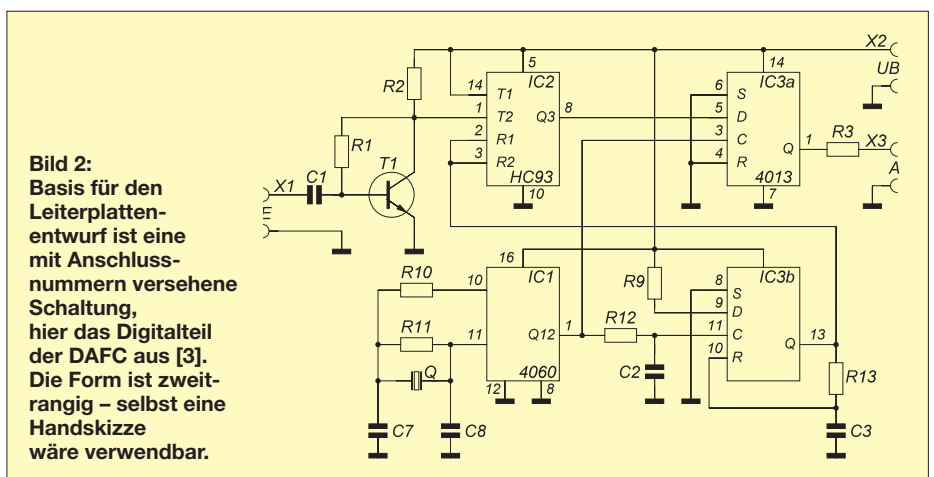 Bild 2:
Basis für den
Leiterplatten-
entwurf ist eine
mit Anschluss-
nummern versehene
Schaltung,
hier das Digitalteil
der DAFC aus [3].
Die Form ist zweit-
rangig – selbst eine
Handskizze
wäre verwendbar.
X1
E
C1
R1
R2
T1
5
IC2
14 T1
1 T2
2 R1
3 R2
Q3 8
HC93
10
14
IC3a
6 S
5 D
3 C
4 R
Q 1
4013
7
R3
X2
UB
X3
A
R10
R11
Q
C7
C8
16
IC1
10
11
Q12 1
4060
12
8
R12
C2
R9
IC3b
8 S
9 D
11 C
10 R
Q 13
R13
C3